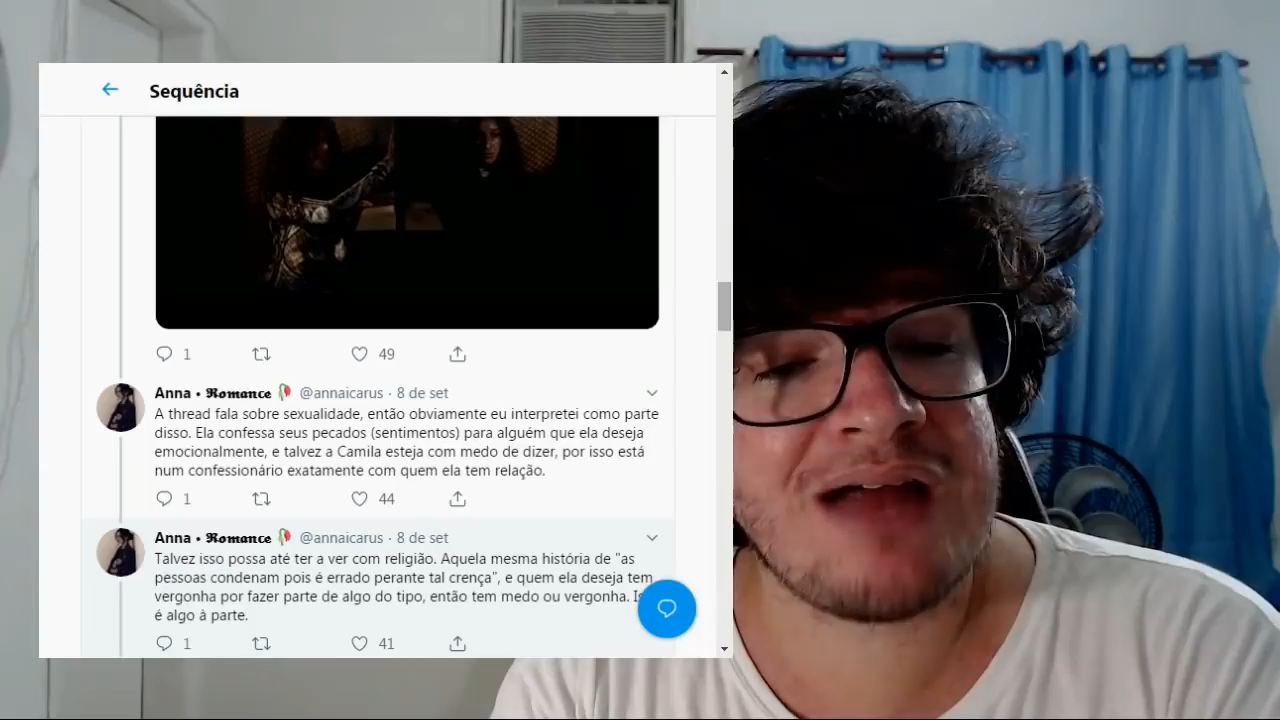 Sequência
1 49
Anna • Romance @annaicarus · 8 de set
A thread fala sobre sexualidade, então obviamente eu interpretei como parte
disso. Ela confessa seus pecados (sentimentos) para alguém que ela deseja
emocionalmente, e talvez a Camila esteja com medo de dizer, por isso está
num confessionário exatamente com quem ela tem relação.
1 44
Anna • Romance @annaicarus · 8 de set
Talvez isso possa até ter a ver com religião. Aquela mesma história de "as
pessoas condenam pois é errado perante tal crença", e quem ela deseja tem
vergonha por fazer parte de algo do tipo, então tem medo ou vergonha.
é algo à parte.
1 41